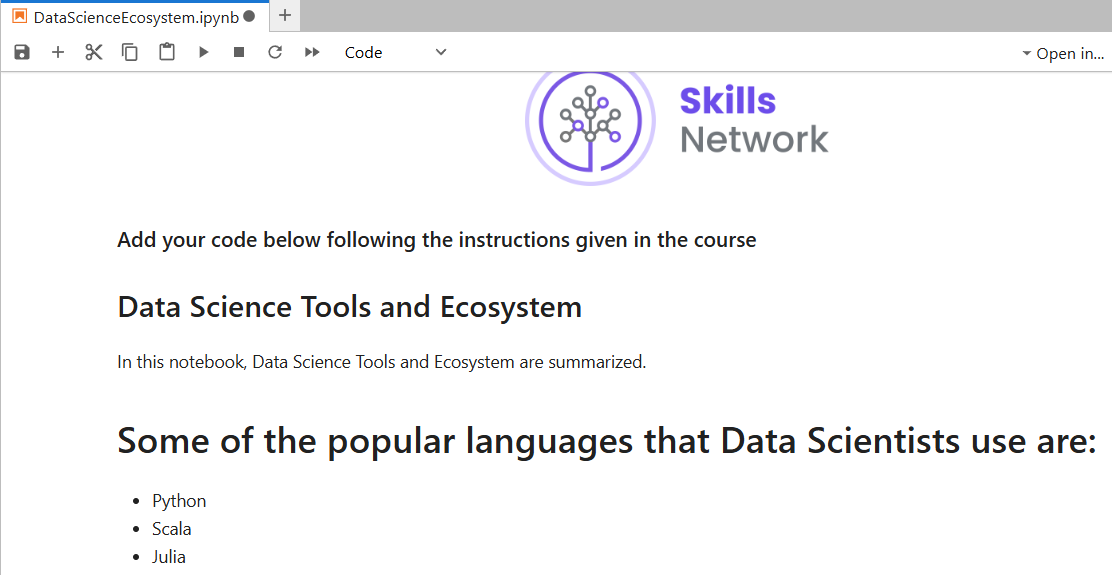 DataScienceEcosystem.ipynb
Code
Open in...
Skills
Network
Add your code below following the instructions given in the course
Data Science Tools and Ecosystem
In this notebook, Data Science Tools and Ecosystem are summarized.
Some of the popular languages that Data Scientists use are:
Python
Scala
Julia